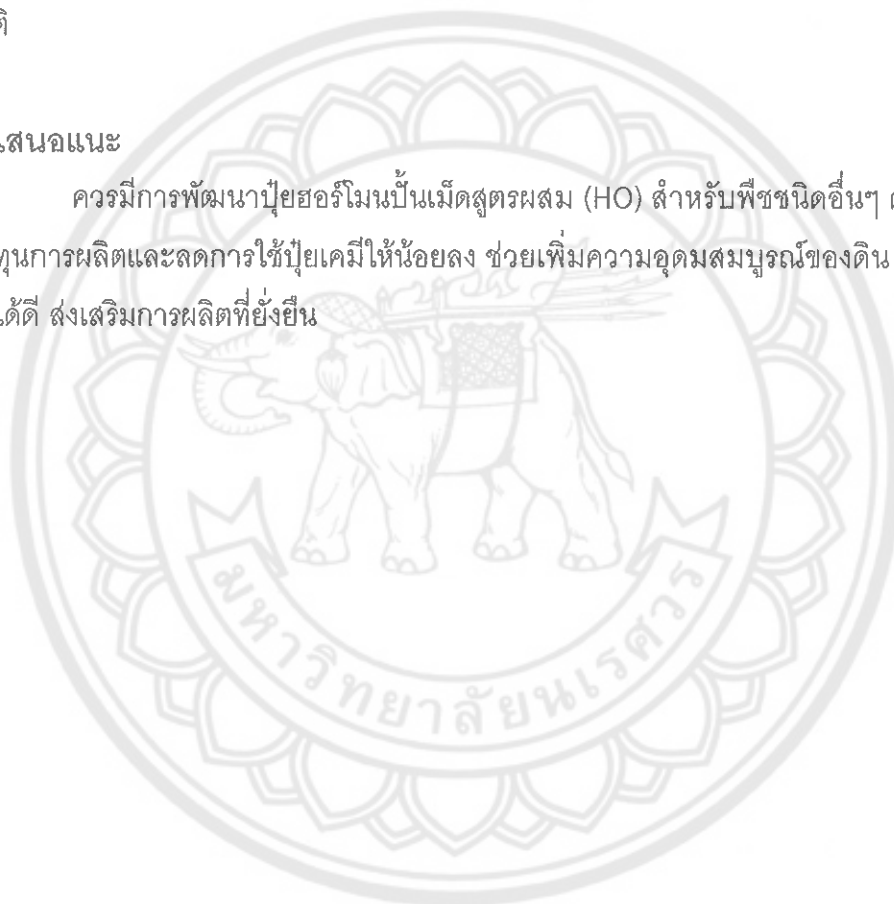 ติ
เสนอแนะ
ควรมีการพัฒนาปุ๋ยฮอร์โมนปั้นเม็ดสูตรผสม (HO) สำหรับพืชชนิดอื่นๆ
ทุนการผลิตและลดการใช้ปุ๋ยเคมีให้น้อยลง ช่วยเพิ่มความอุดมสมบูรณ์ของดิน
ได้ดี ส่งเสริมการผลิตที่ยั่งยืน
มหาวิทยาลัยนเรศวร